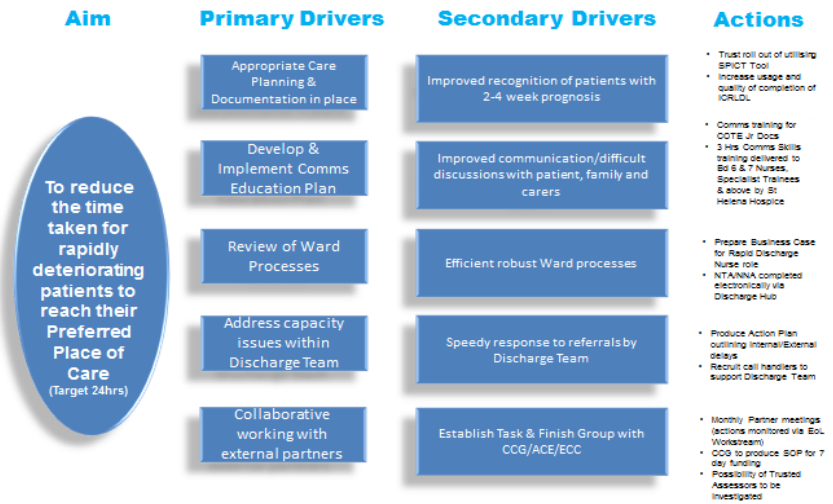 Aim
Primary Drivers
Secondary Drivers
Actions
To reduce
the time
taken for
rapidly
deteriorating
patients to
reach their
Preferred
Place of
Care
(Target 24hrs)
Appropriate Care
Planning &
Documentation in place
Develop &
Implement Comms
Education Plan
Review of Ward
Processes
Address capacity
issues within
Discharge Team
Collaborative
working with
external partners
Improved recognition of patients with
2-4 week prognosis
Improved communication/difficult
discussions with patient, family and
carers
Efficient robust Ward processes
Speedy response to referrals by
Discharge Team
Establish Task & Finish Group with
CCG/ACE/ECC
• Trust roll out of utilising
SPICT Tool
• Increase usage and
quality of completion of
ICRLDL
• Comms training for
COTE Jr Docs
• 3 Hrs Comms Skills
training delivered to
Bd 6 & 7 Nurses,
Specialist Trainees
& above by St
Helena Hospice
• Prepare Business Case
for Rapid Discharge
Nurse role
• NTA/NNA completed
electronically via
Discharge Hub
• Produce Action Plan
outlining Internal/External
delays
• Recruit call handlers to
support Discharge Team
• Monthly Partner meetings
(actions monitored via EoL
Workstream)
• CCG to produce SOP for 7
day funding
• Possibility of Trusted
Assessors to be
investigated